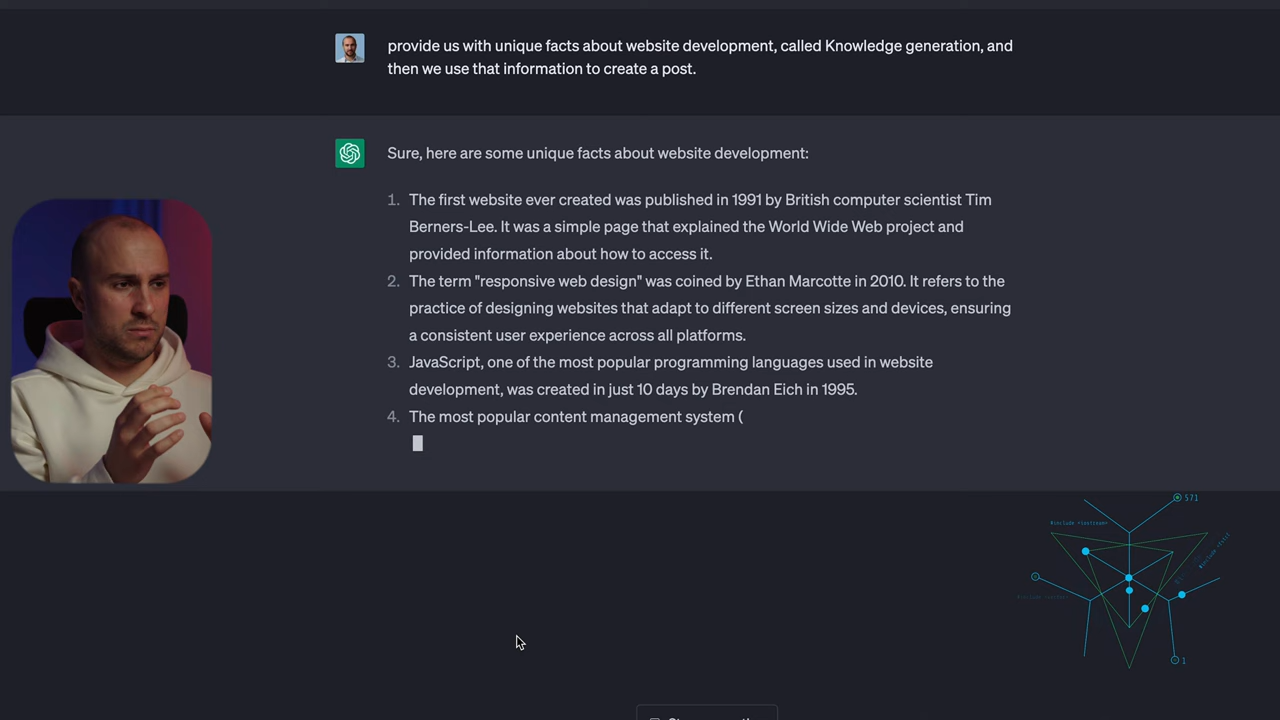 provide us with unique facts about website development, called Knowledge generation, and
then we use that information to create a post.
Sure, here are some unique facts about website development:
1. The first website ever created was published in 1991 by British computer scientist Tim
Berners-Lee. It was a simple page that explained the World Wide Web project and
provided information about how to access it.
2. The term "responsive web design" was coined by Ethan Marcotte in 2010. It refers to the
practice of designing websites that adapt to different screen sizes and devices, ensuring
a consistent user experience across all platforms.
3. JavaScript, one of the most popular programming languages used in website
development, was created in just 10 days by Brendan Eich in 1995.
4. The most popular content management system (
571
#include
#include
1